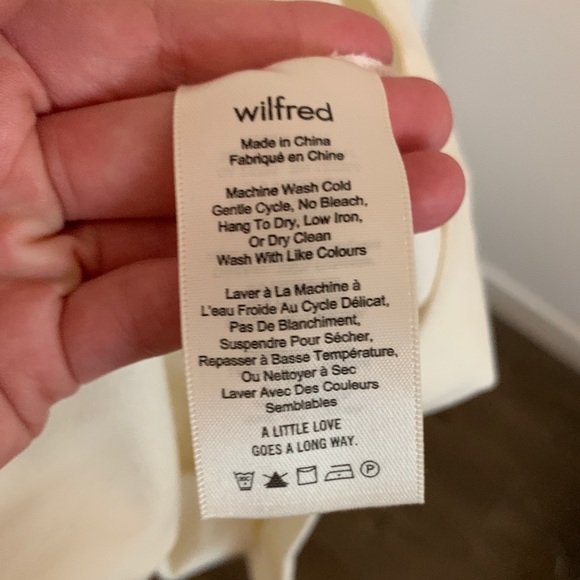 wilfred
Made in China
Fabriqué en Chine
Machine Wash Cold
Gentle Cycle, No Bleach,
Hang To Dry, Low Iron,
Or Dry Clean
Wash With Like Colours
Laver à La Machine à
L'eau Froide Au Cycle Délicat,
Pas De Blanchiment,
Suspendre Pour Sécher,
Repasser à Basse Température,
Ou Nettoyer à Sec
Laver Avec Des Couleurs
Semblables
A LITTLE LOVE
GOES A LONG WAY.
30C P